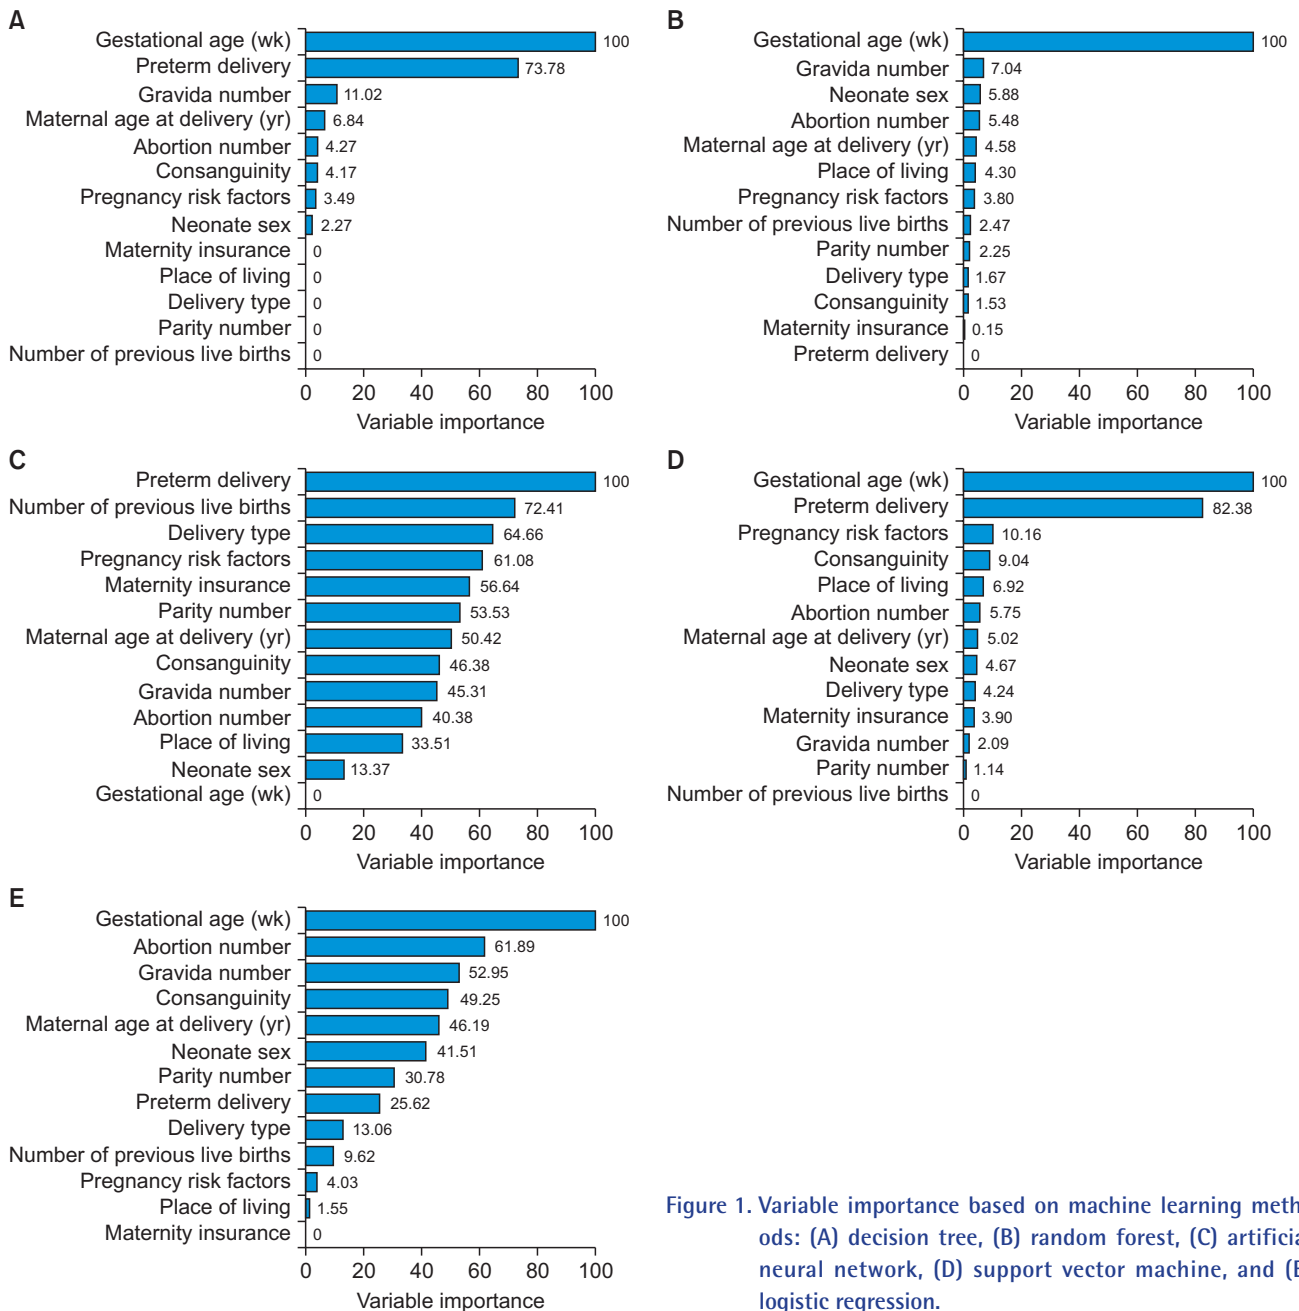 A
Gestational age (wk) 100
Preterm delivery 73.78
Gravida number 11.02
Maternal age at delivery (yr) 6.84
Abortion number 4.27
Consanguinity 4.17
Pregnancy risk factors 3.49
Neonate sex 2.27
Maternity insurance 0
Place of living 0
Delivery type 0
Parity number 0
Number of previous live births 0
0 20 40 60 80 100
Variable importance
B
Gestational age (wk) 100
Gravida number 7.04
Neonate sex 5.88
Abortion number 5.48
Maternal age at delivery (yr) 4.58
Place of living 4.30
Pregnancy risk factors 3.80
Number of previous live births 2.47
Parity number 2.25
Delivery type 1.67
Consanguinity 1.53
Maternity insurance 0.15
Preterm delivery 0
0 20 40 60 80 100
Variable importance
C
Preterm delivery 100
Number of previous live births 72.41
Delivery type 64.66
Pregnancy risk factors 61.08
Maternity insurance 56.64
Parity number 53.53
Maternal age at delivery (yr) 50.42
Consanguinity 46.38
Gravida number 45.31
Abortion number 40.38
Place of living 33.51
Neonate sex 13.37
Gestational age (wk) 0
0 20 40 60 80 100
Variable importance
D
Gestational age (wk) 100
Preterm delivery 82.38
Pregnancy risk factors 10.16
Consanguinity 9.04
Place of living 6.92
Abortion number 5.75
Maternal age at delivery (yr) 5.02
Neonate sex 4.67
Delivery type 4.24
Maternity insurance 3.90
Gravida number 2.09
Parity number 1.14
Number of previous live births 0
0 20 40 60 80 100
Variable importance
E
Gestational age (wk) 100
Abortion number 61.89
Gravida number 52.95
Consanguinity 49.25
Maternal age at delivery (yr) 46.19
Neonate sex 41.51
Parity number 30.78
Preterm delivery 25.62
Delivery type 13.06
Number of previous live births 9.62
Pregnancy risk factors 4.03
Place of living 1.55
Maternity insurance 0
0 20 40 60 80 100
Variable importance
Figure 1. Variable importance based on machine learning meth
ods: (A) decision tree, (B) random forest, (C) artificia
neural network, (D) support vector machine, and (E
logistic regression.